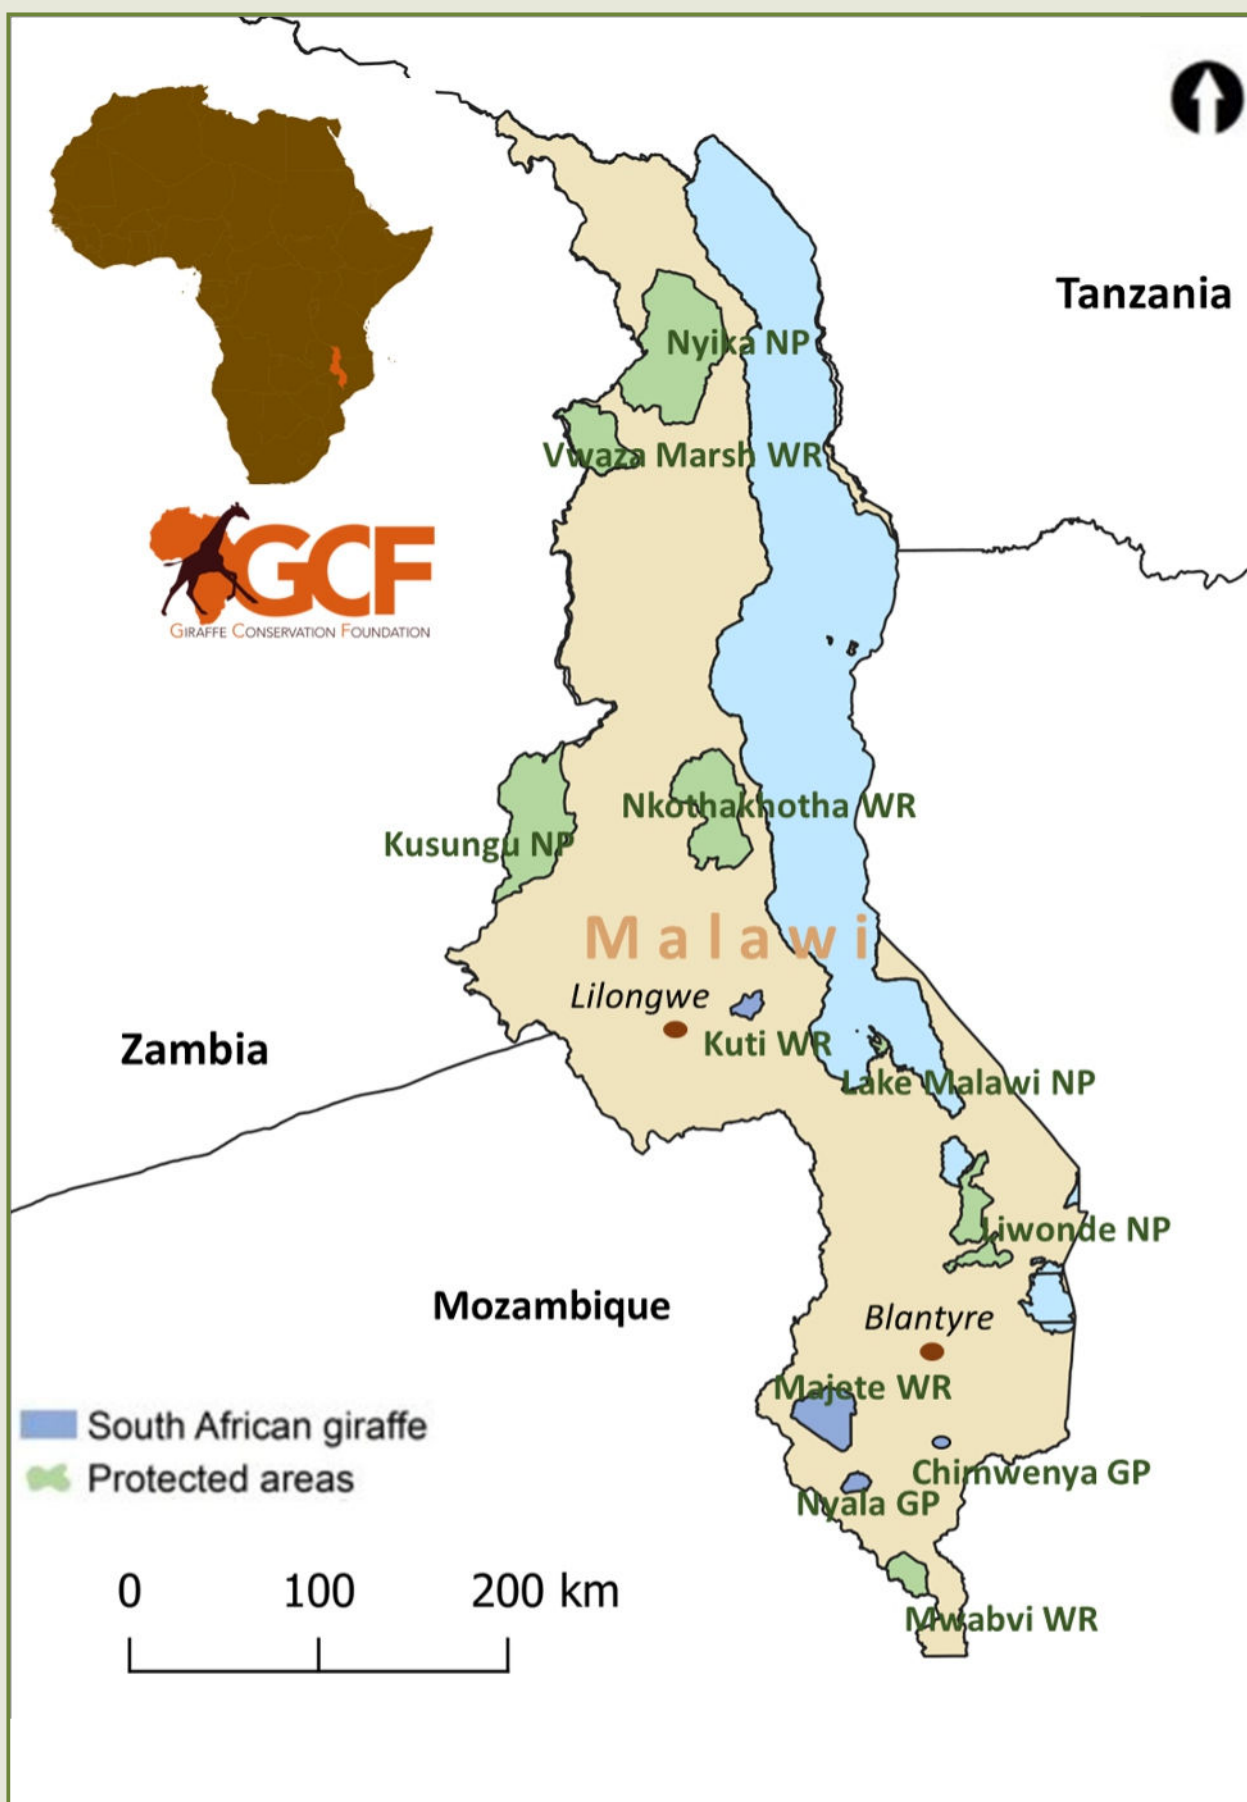 Tanzania
Nyika NP
Vwaza Marsh WR
GCF
GIRAFFE CONSERVATION FOUNDATION
Nkothakhotha WR
Kusungu NP
Malawi
Lilongwe
Kuti WR
Zambia
Lake Malawi NP
Liwonde NP
Mozambique
Blantyre
Majete WR
South African giraffe
Chimwenya GP
Protected areas
Nyala GP
0 100 200 km
Mwabvi WR